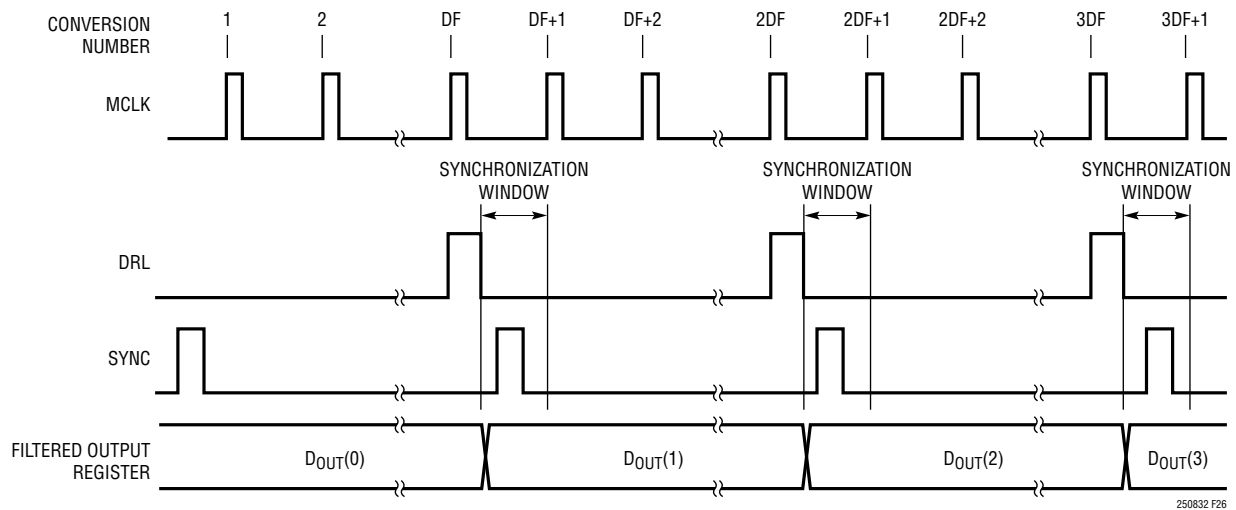 CONVERSION
NUMBER
1 2 DF DF+1 DF+2 2DF 2DF+1 2DF+2 3DF 3DF+1
MCLK
SYNCHRONIZATION
WINDOW
SYNCHRONIZATION
WINDOW
SYNCHRONIZATION
WINDOW
DRL
SYNC
FILTERED OUTPUT
REGISTER
DOUT(0) DOUT(1) DOUT(2) DOUT(3)
250832 F26